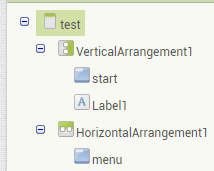 test
VerticalArrangement1
start
A Label1
HorizontalArrangement1
menu